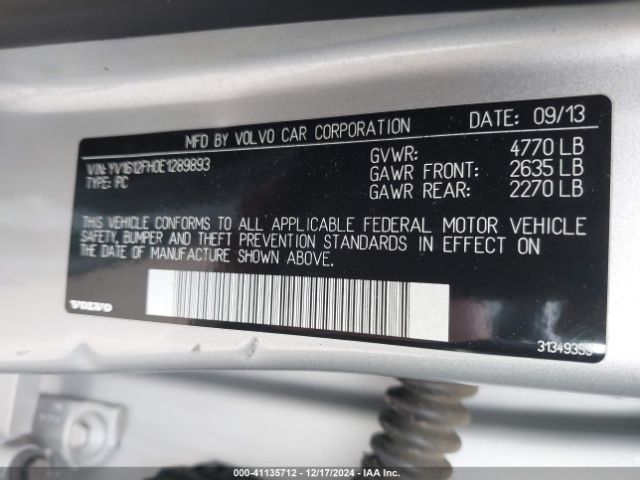 MFD BY VOLVO CAR CORPORATION DATE: 09/13
VIN: YV1612FH0E1289893 GVWR: 4770 LB
TYPE: PC GAWR FRONT: 2635 LB
GAWR REAR: 2270 LB
THIS VEHICLE CONFORMS TO ALL APPLICABLE FEDERAL MOTOR VEHICLE
SAFETY, BUMPER AND THEFT PREVENTION STANDARDS IN EFFECT ON
THE DATE OF MANUFACTURE SHOWN ABOVE.
VOLVO
31349355
000-41135712 - 12/17/2024 - IAA Inc.